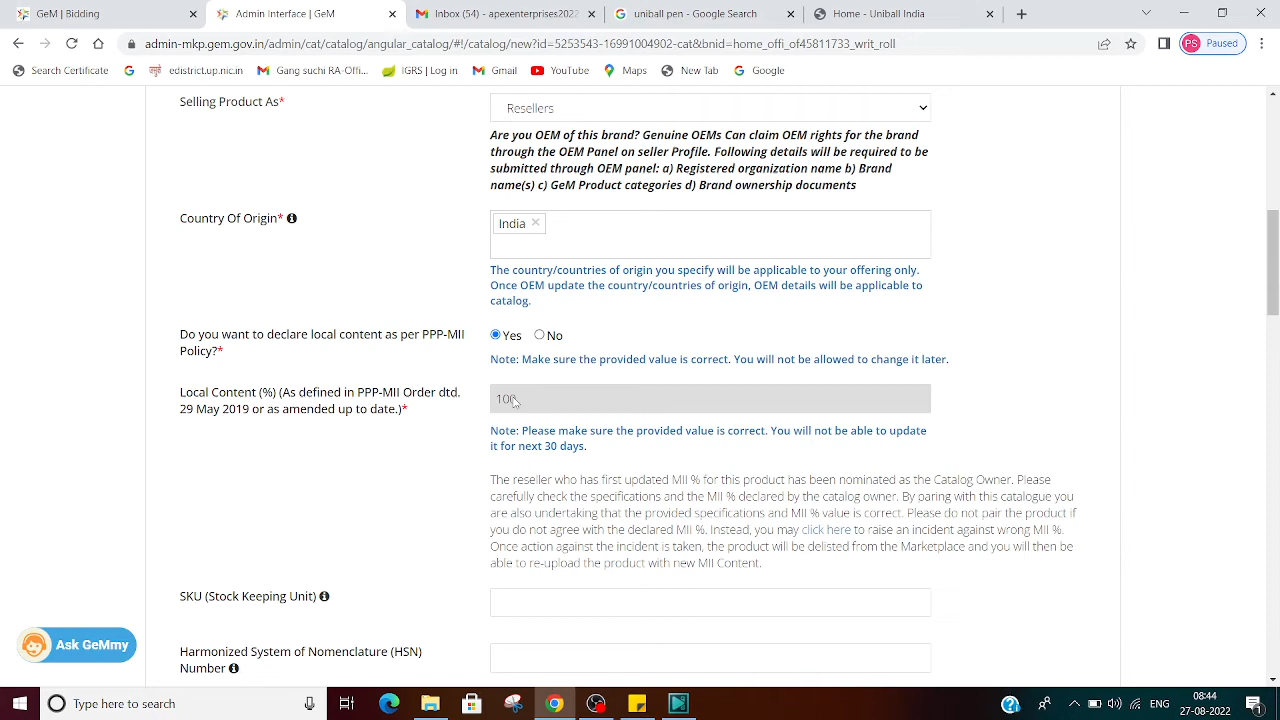 GeM | Bidding
Admin Interface | GeM
Inbox (54) - apexenterprises2022
uniball pen - Google Search
Home - Uniball India
admin-mlp.gem.gov.in/admin/cat/catalog/angular_catalog/#!/catalog/new?id=5253543-16991004902-cat&bnid=home_offi_of45811733_writ_roll
PS Paused
Search Certificate
edistrict.up.nic.in
Gang suchi RA-Offi...
IGRS | Log in
Gmail
YouTube
Maps
New Tab
Google
Selling Product As*
Resellers
Are you OEM of this brand? Genuine OEMs Can claim OEM rights for the brand
through the OEM Panel on seller Profile. Following details will be required to be
submitted through OEM panel: a) Registered organization name b) Brand
name(s) c) GeM Product categories d) Brand ownership documents
Country Of Origin*
India ×
The country/countries of origin you specify will be applicable to your offering only.
Once OEM update the country/countries of origin, OEM details will be applicable to
catalog.
Do you want to declare local content as per PPP-MII
Policy?*
Yes No
Note: Make sure the provided value is correct. You will not be allowed to change it later.
Local Content (%) (As defined in PPP-MII Order dtd.
29 May 2019 or as amended up to date.)*
100
Note: Please make sure the provided value is correct. You will not be able to update
it for next 30 days.
The reseller who has first updated MII % for this product has been nominated as the Catalog Owner. Please
carefully check the specifications and the MII % declared by the catalog owner. By paring with this catalogue you
are also undertaking that the provided specifications and MII % value is correct. Please do not pair the product if
you do not agree with the declared MII %. Instead, you may click here to raise an incident against wrong MII %.
Once action against the incident is taken, the product will be delisted from the Marketplace and you will then be
able to re-upload the product with new MII Content.
SKU (Stock Keeping Unit)
Harmonized System of Nomenclature (HSN)
Number
Ask GeMmy
Type here to search
ENG
08:44
27-08-2022